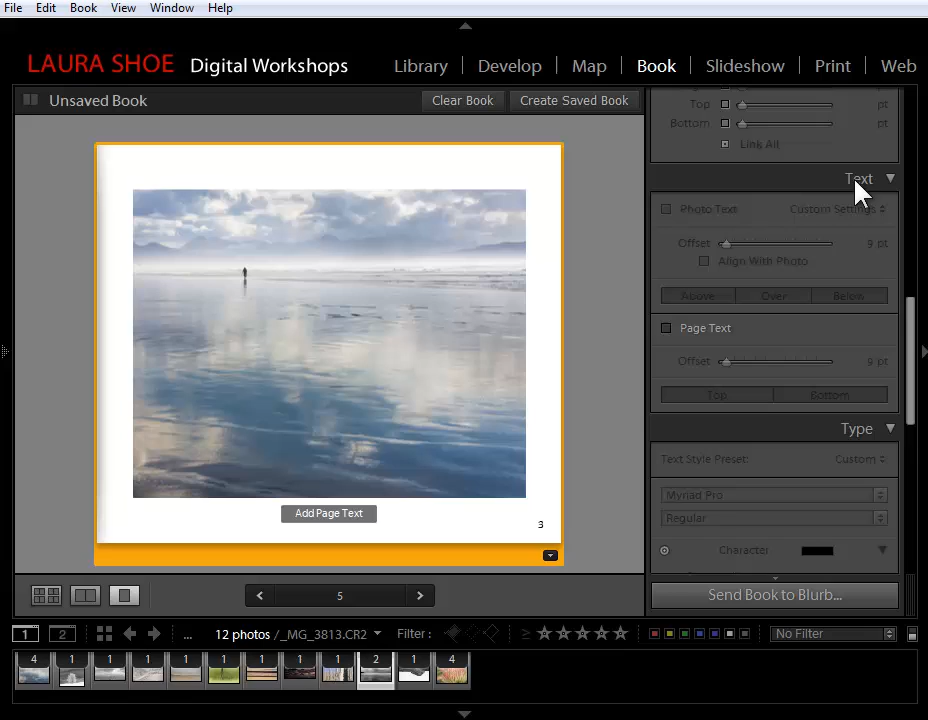 File Edit Book View Window Help
LAURA SHOE Digital Workshops
Library Develop Map Book Slideshow Print Web
Unsaved Book Clear Book Create Saved Book
Top pt
Bottom pt
Link All
Text
Photo Text Custom Settings
Offset 9 pt
Align With Photo
Above Over Below
Page Text
Offset 9 pt
Top Bottom
Type
Text Style Preset: Custom
Myriad Pro
Regular
Character
Add Page Text
3
5
Send Book to Blurb...
1 2 ... 12 photos / _MG_3813.CR2 Filter : ≥ No Filter
4 1 1 1 1 1 1 1 1 2 1 4